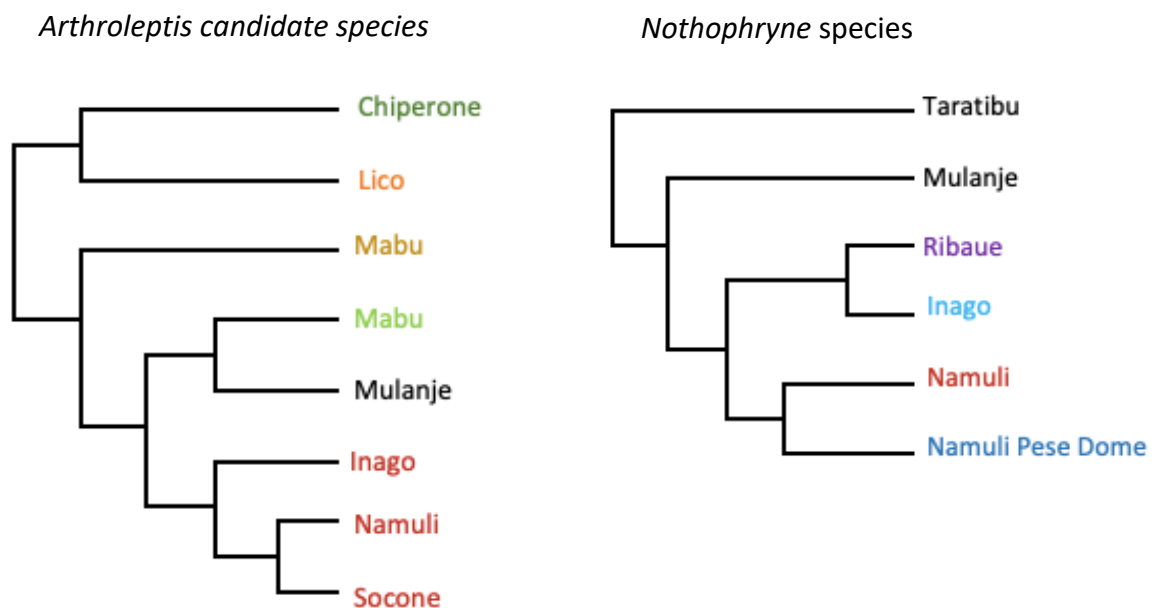 Arthroleptis candidate species
Chiperone
Lico
Mabu
Mabu
Mulanje
Inago
Namuli
Socone
Nothophryne species
Taratibu
Mulanje
Ribaue
Inago
Namuli
Namuli Pese Dome